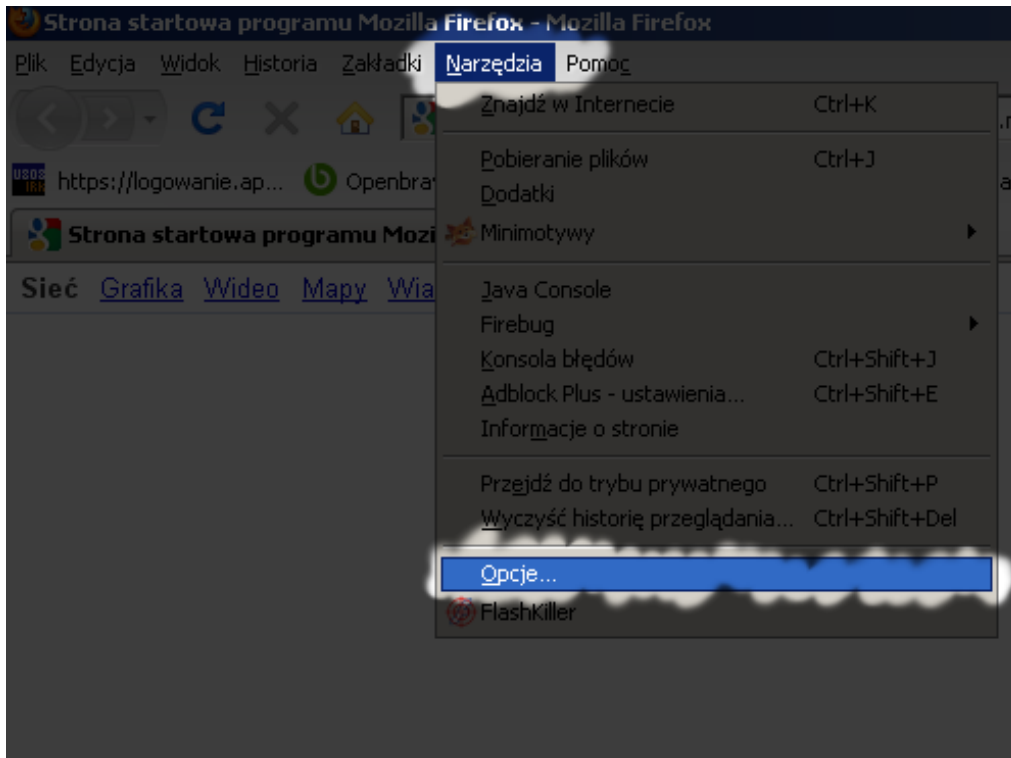 Strona startowa programu Mozilla Firefox - Mozilla Firefox
Plik Edycja Widok Historia Zakładki Narzędzia Pomoc
Znajdź w Internecie Ctrl+K
Pobieranie plików Ctrl+J
USOS IRK https://logowanie.ap... Openbra
Dodatki
Strona startowa programu Mozi
Minimotywy
Sieć Grafika Wideo Mapy Wia
Java Console
Firebug
Konsola błędów Ctrl+Shift+J
Adblock Plus - ustawienia... Ctrl+Shift+E
Informacje o stronie
Przejdź do trybu prywatnego Ctrl+Shift+P
Wyczyść historię przeglądania... Ctrl+Shift+Del
Opcje...
FlashKiller